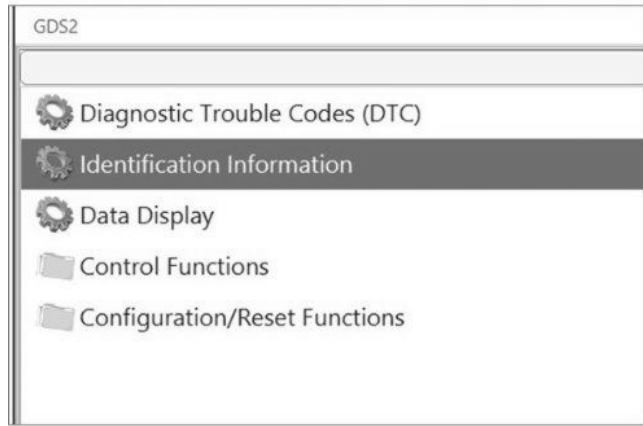 GDS2
Diagnostic Trouble Codes (DTC)
Identification Information
Data Display
Control Functions
Configuration/Reset Functions